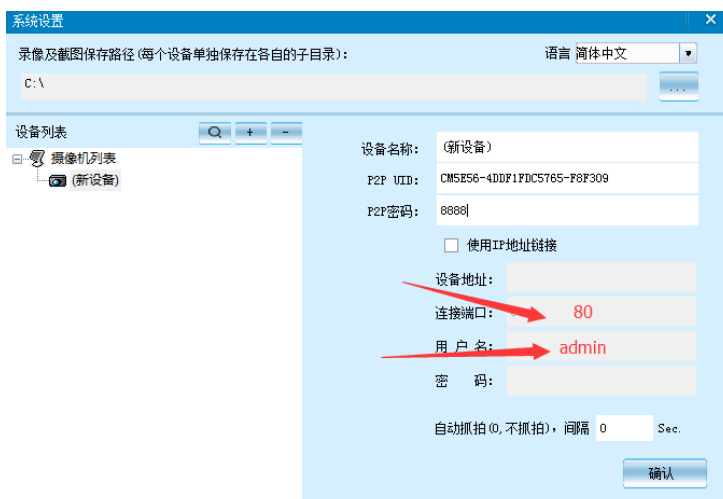 系统设置
录像及截图保存路径(每个设备单独保存在各自的子目录):
语言 简体中文
C:\
...
设备列表
摄像机列表
(新设备)
设备名称: (新设备)
P2P UID: CM5E56-4DDF1FDC5765-F8F309
P2P密码: 8888
使用IP地址链接
设备地址:
连接端口: 80
用 户 名: admin
密 码:
自动抓拍(0,不抓拍), 间隔 0 Sec.
确认